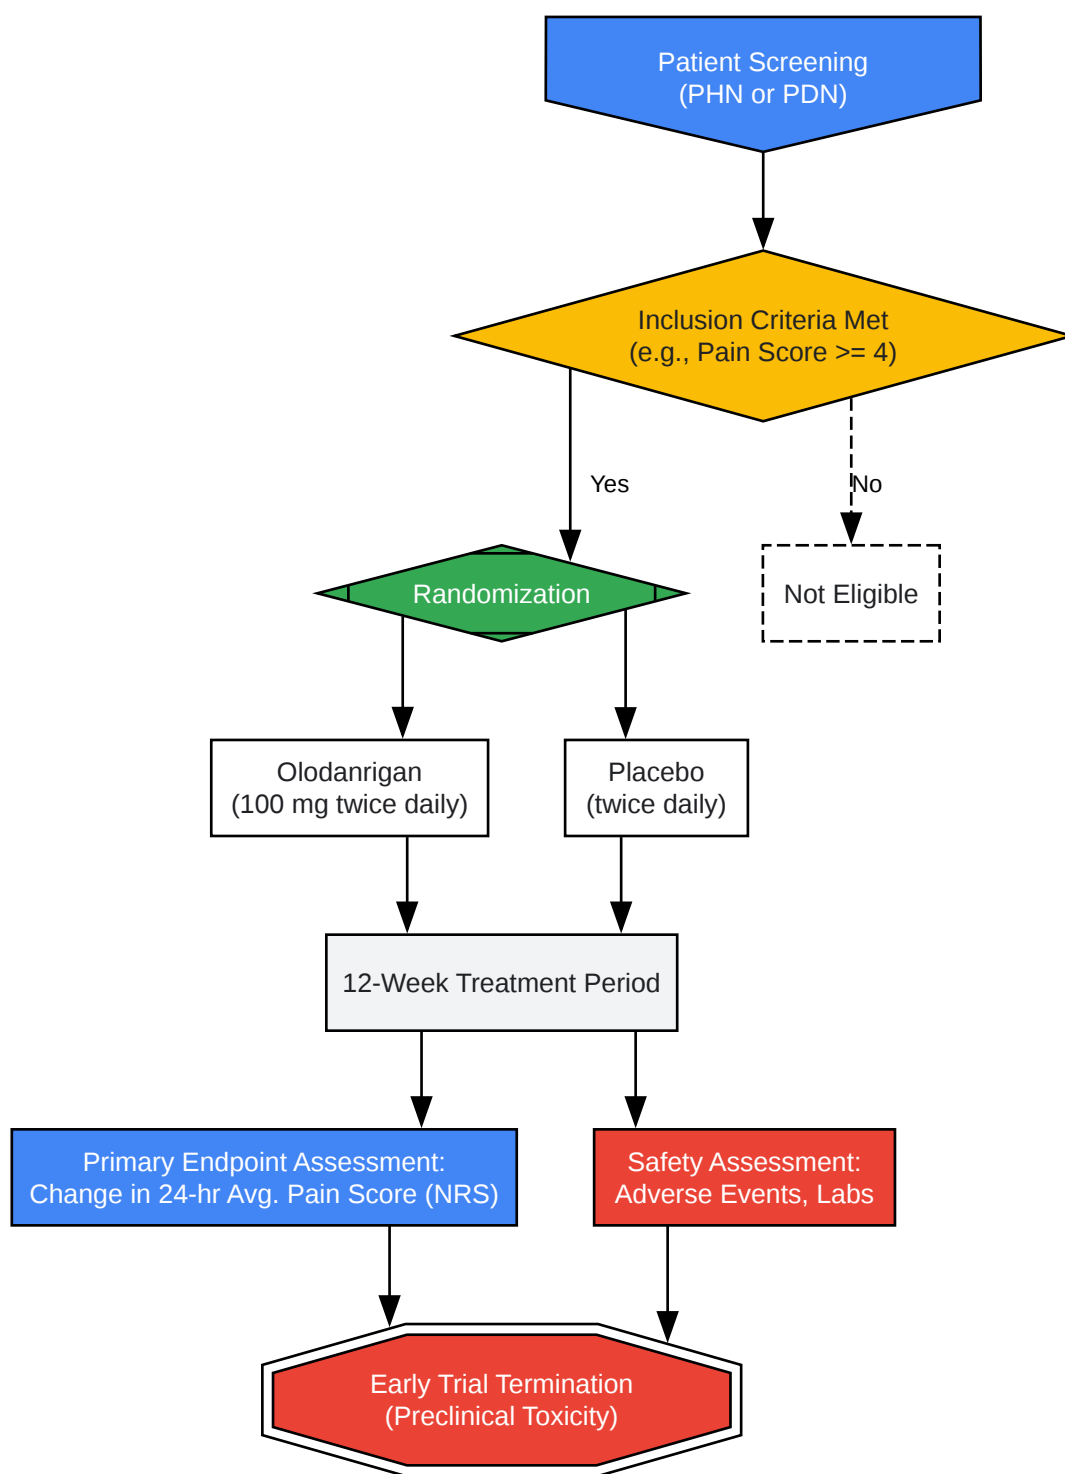 Patient Screening
(PHN or PDN)
Inclusion Criteria Met
(e.g., Pain Score >= 4)
Yes
No
Randomization
Not Eligible
Olodanrigan
(100 mg twice daily)
Placebo
(twice daily)
12-Week Treatment Period
Primary Endpoint Assessment:
Change in 24-hr Avg. Pain Score (NRS)
Safety Assessment:
Adverse Events, Labs
Early Trial Termination
(Preclinical Toxicity)